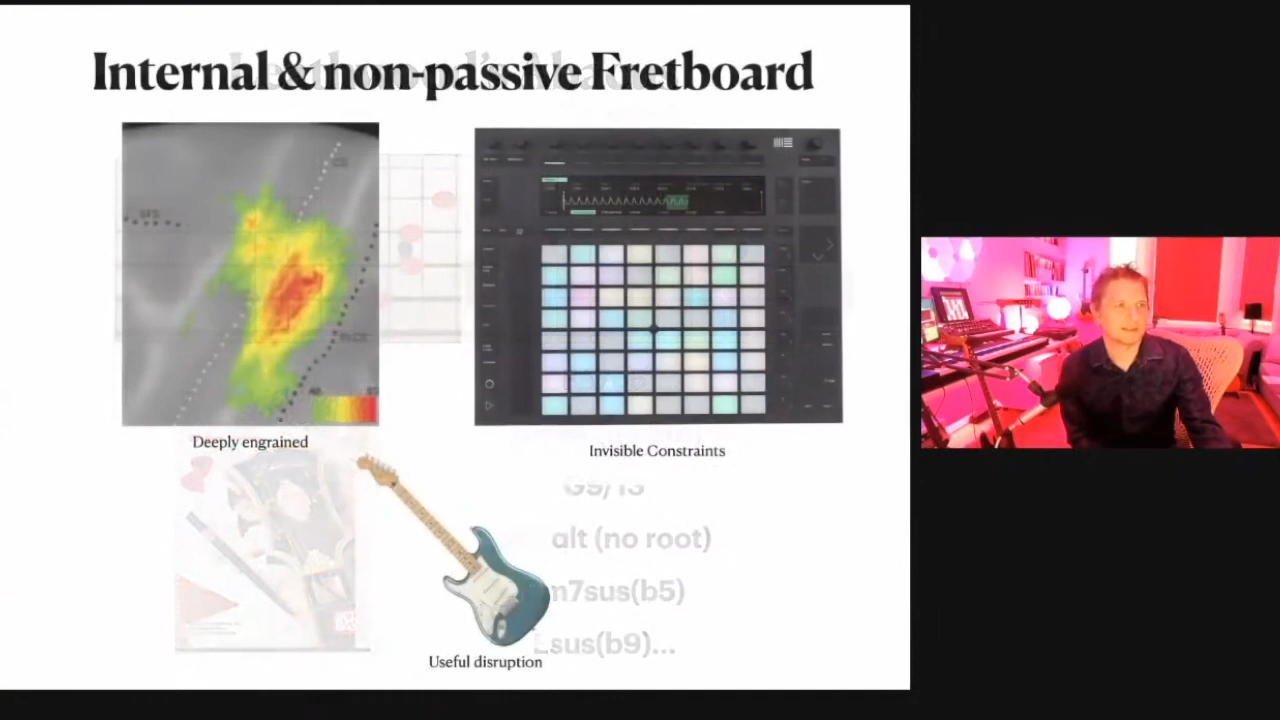 Internal & non-passive Fretboard
Deeply engrained
Invisible Constraints
G9/13
alt (no root)
m7sus(b5)
sus(b9)...
Useful disruption